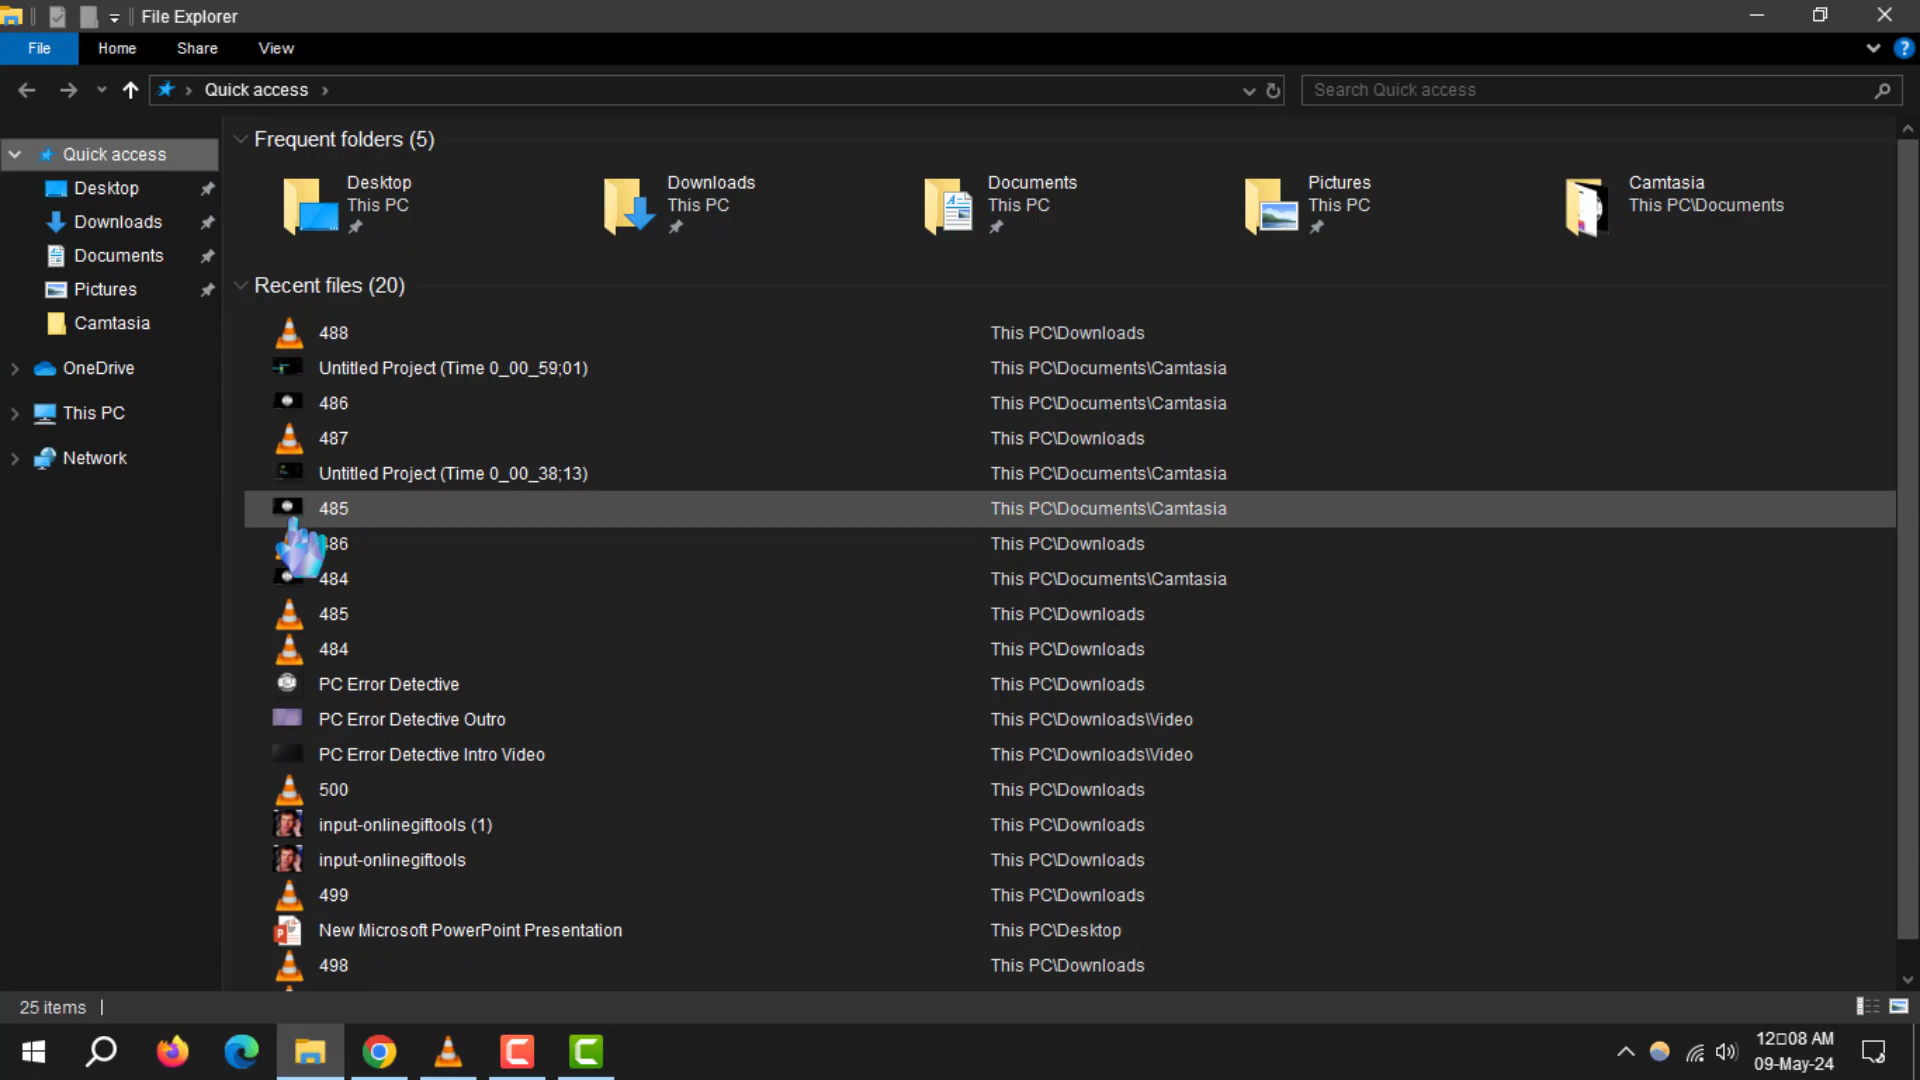 File Explorer
File Home Share View
Quick access
Search Quick access
Quick access
Desktop
Downloads
Documents
Pictures
Camtasia
OneDrive
This PC
Network
Frequent folders (5)
Desktop
This PC
Downloads
This PC
Documents
This PC
Pictures
This PC
Camtasia
This PC\Documents
Recent files (20)
488 This PC\Downloads
Untitled Project (Time 0_00_59;01) This PC\Documents\Camtasia
486 This PC\Documents\Camtasia
487 This PC\Downloads
Untitled Project (Time 0_00_38;13) This PC\Documents\Camtasia
485 This PC\Documents\Camtasia
86 This PC\Downloads
484 This PC\Documents\Camtasia
485 This PC\Downloads
484 This PC\Downloads
PC Error Detective This PC\Downloads
PC Error Detective Outro This PC\Downloads\Video
PC Error Detective Intro Video This PC\Downloads\Video
500 This PC\Downloads
input-onlinegiftools (1) This PC\Downloads
input-onlinegiftools This PC\Downloads
499 This PC\Downloads
New Microsoft PowerPoint Presentation This PC\Desktop
498 This PC\Downloads
25 items
12□08 AM
09-May-24